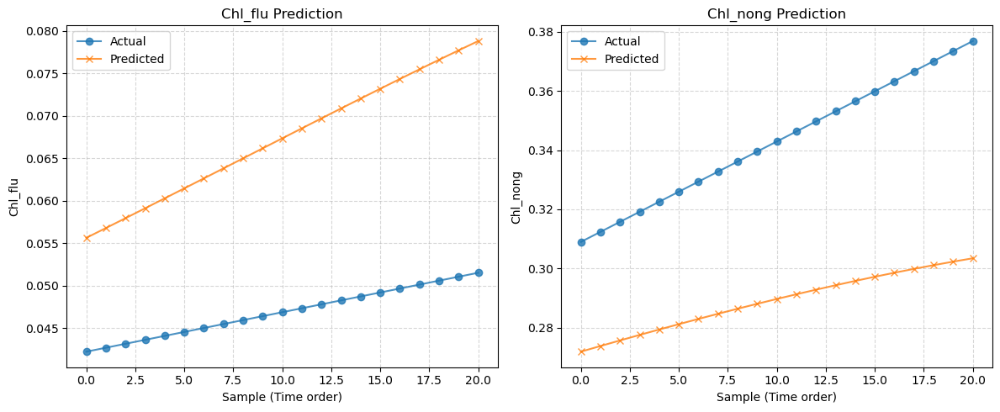 Chl_flu Prediction
Actual
Predicted
0.080
0.075
0.070
0.065
0.060
0.055
0.050
0.045
Chl_flu
0.0 2.5 5.0 7.5 10.0 12.5 15.0 17.5 20.0
Sample (Time order)
Chl_nong Prediction
Actual
Predicted
0.38
0.36
0.34
0.32
0.30
0.28
Chl_nong
0.0 2.5 5.0 7.5 10.0 12.5 15.0 17.5 20.0
Sample (Time order)